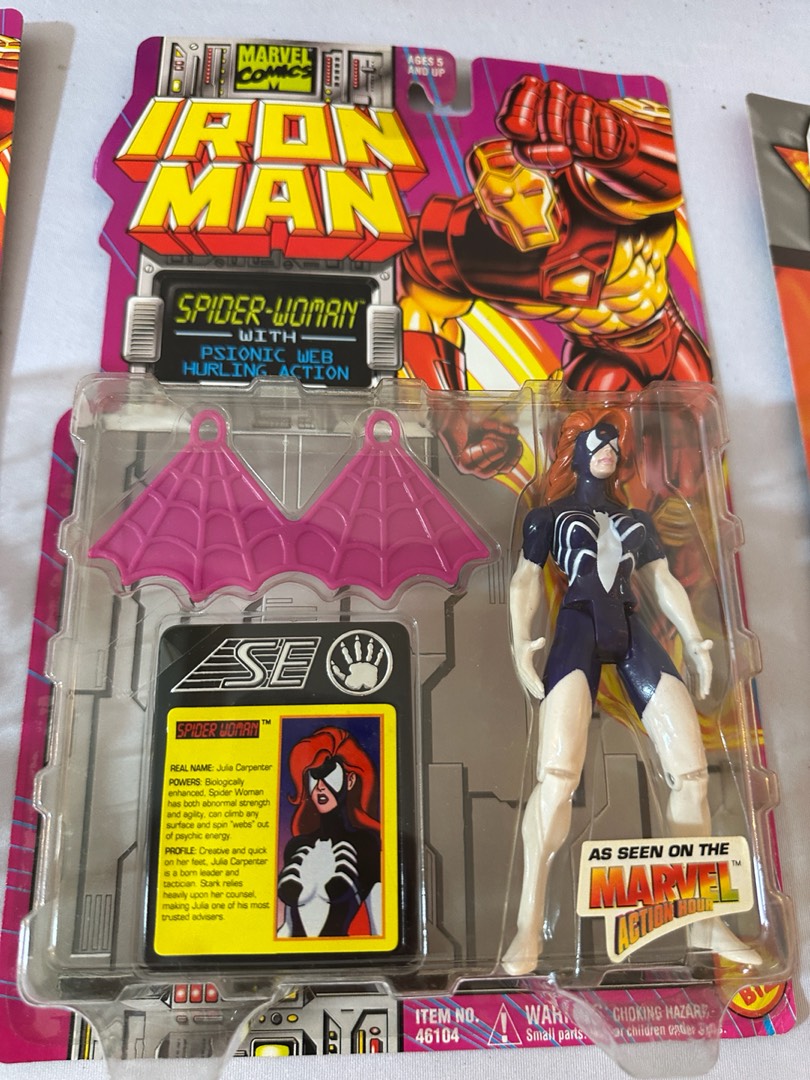 MARVEL
COMICS
AGES 5
AND UP
IRON
MAN
SPIDER-WOMAN™
WITH
PSIONIC WEB
HURLING ACTION
SE
SPIDER WOMAN™
REAL NAME: Julia Carpenter
POWERS: Biologically
enhanced, Spider Woman
has both abnormal strength
and agility, can climb any
surface and spin "webs" out
of psychic energy.
PROFILE: Creative and quick
on her feet, Julia Carpenter
is a born leader and
tactician. Stark relies
heavily upon her counsel,
making Julia one of his most
trusted advisers.
AS SEEN ON THE
MARVEL™
ACTION HOUR
ITEM NO.
46104
CHOKING HAZARD-
Small parts. children under